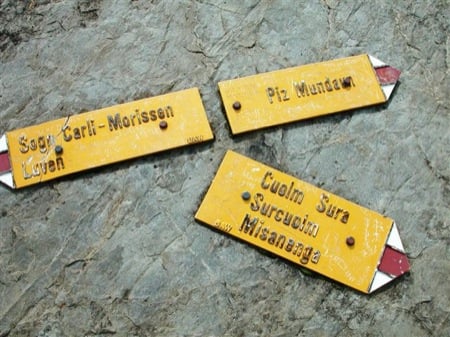 Sogn Carli-Morissen
Luven
Piz Mundaun
Cuolm Sura
Surcuolm
Misanenga